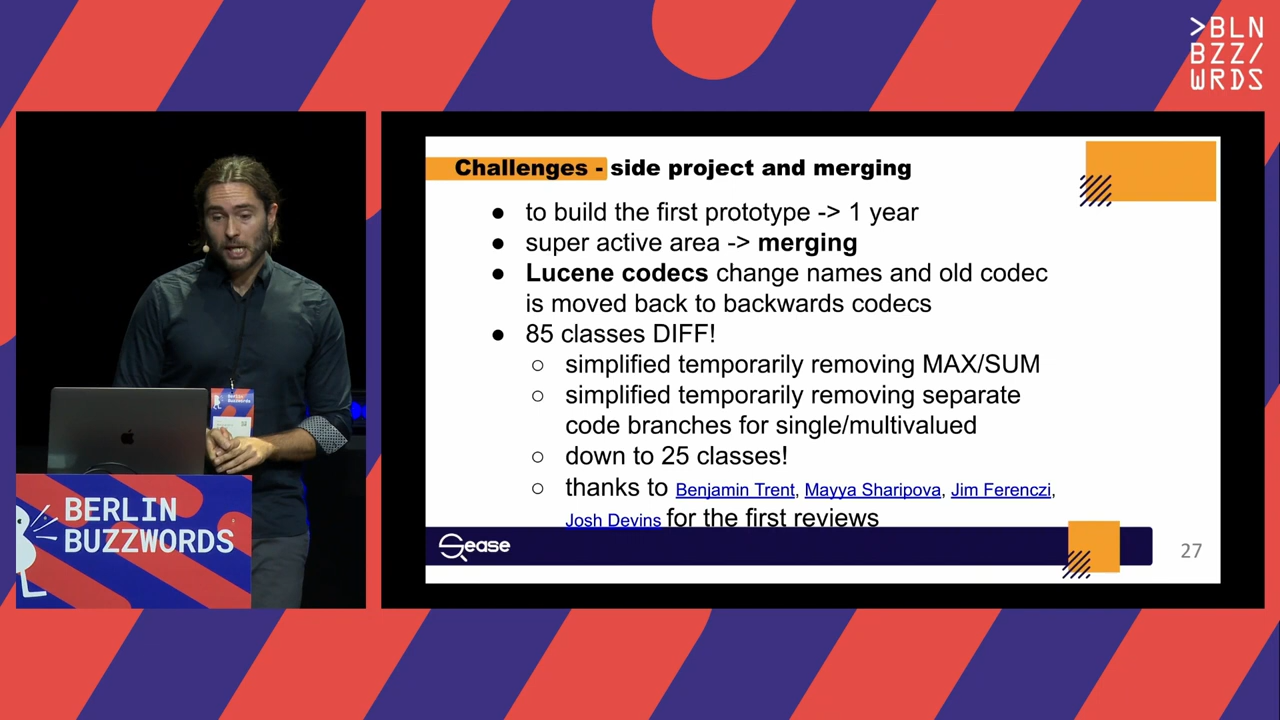 >BLN
BZZ/
WRDS
Challenges - side project and merging
● to build the first prototype -> 1 year
● super active area -> merging
● Lucene codecs change names and old codec
is moved back to backwards codecs
● 85 classes DIFF!
○ simplified temporarily removing MAX/SUM
○ simplified temporarily removing separate
code branches for single/multivalued
○ down to 25 classes!
○ thanks to Benjamin Trent, Mayya Sharipova, Jim Ferenczi,
Josh Devins for the first reviews
Sease
27
Berlin
Buzzwords
BERLIN
BUZZWORDS